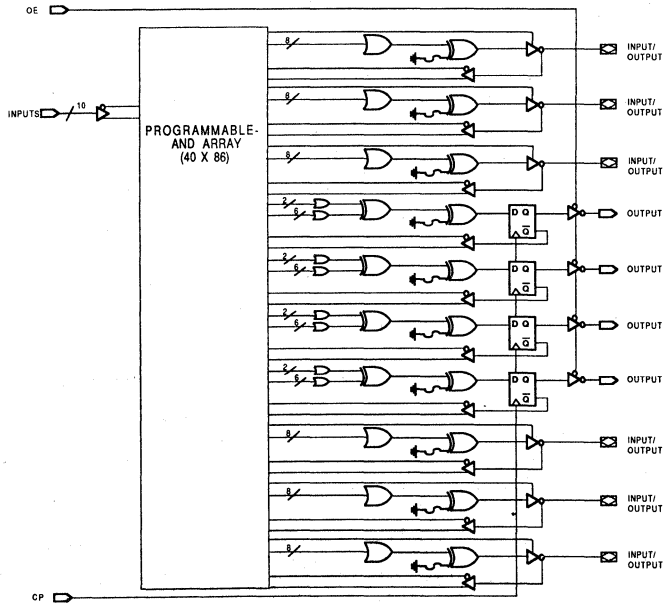 OE
8
INPUT/
OUTPUT
10
INPUTS
8
INPUT/
OUTPUT
PROGRAMMABLE-
AND ARRAY
(40 X 86)
8
INPUT/
OUTPUT
2
6
D Q
Q
OUTPUT
2
6
D Q
Q
OUTPUT
2
6
D Q
Q
OUTPUT
2
6
D Q
Q
OUTPUT
8
INPUT/
OUTPUT
8
INPUT/
OUTPUT
8
INPUT/
OUTPUT
CP